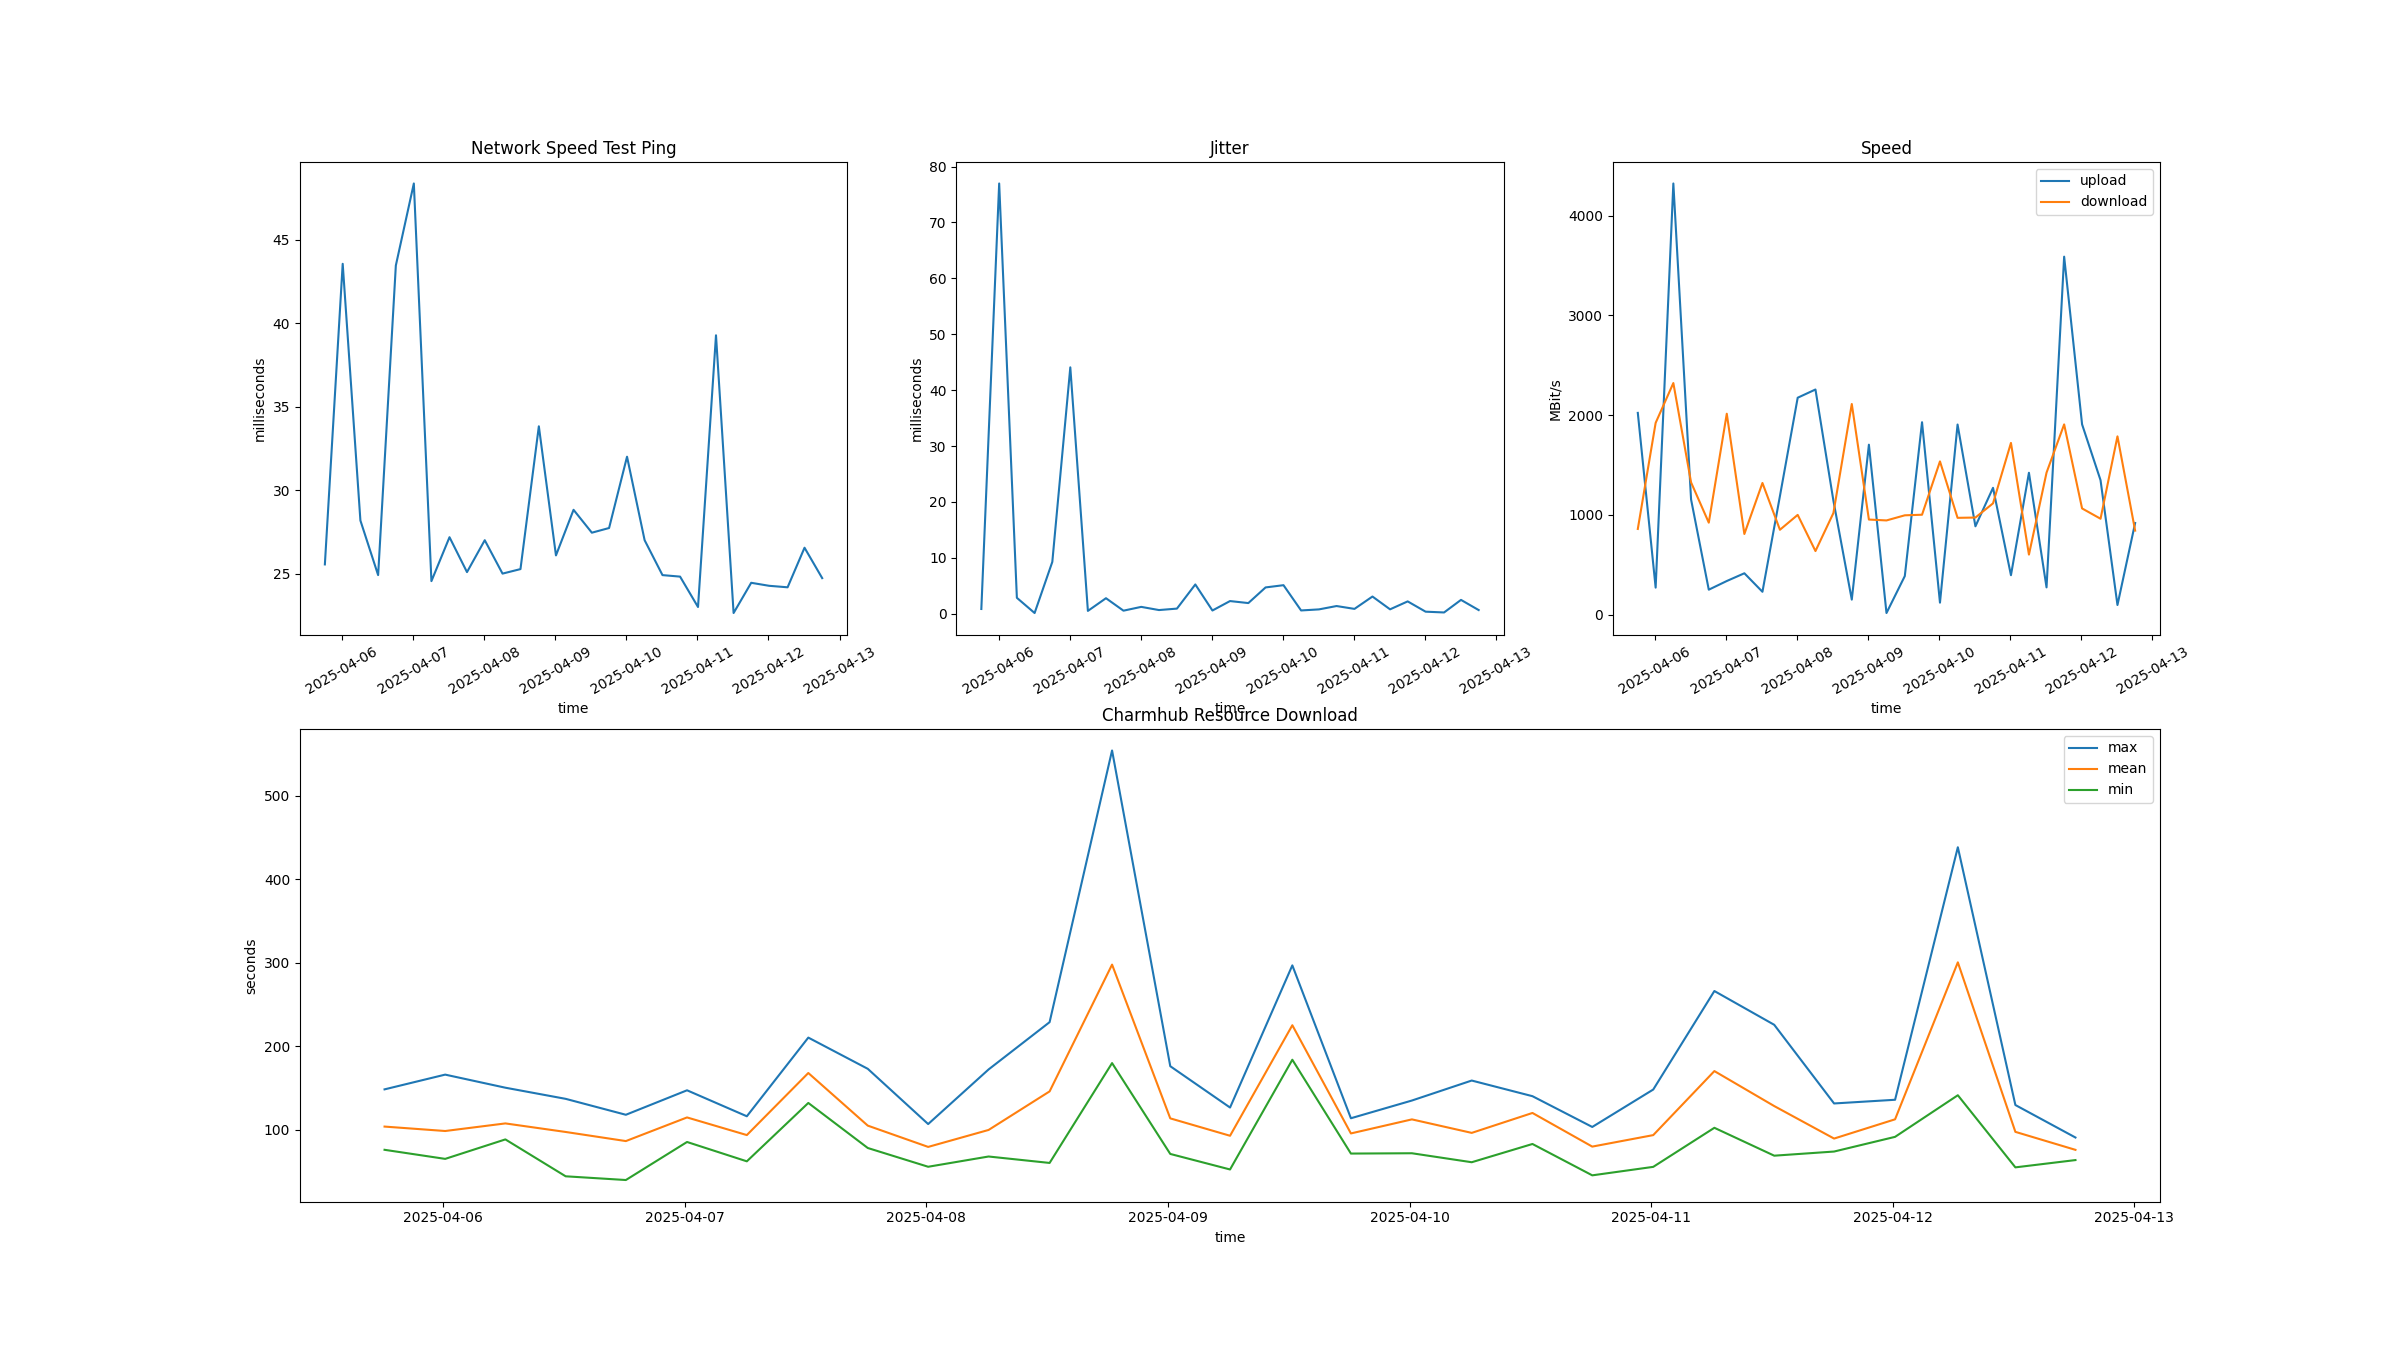 Network Speed Test Ping
milliseconds
45
40
35
30
25
2025-04-06 2025-04-07 2025-04-08 2025-04-09 2025-04-10 2025-04-11 2025-04-12 2025-04-13
time
Jitter
milliseconds
80
70
60
50
40
30
20
10
0
2025-04-06 2025-04-07 2025-04-08 2025-04-09 2025-04-10 2025-04-11 2025-04-12 2025-04-13
time
Speed
upload
download
MBit/s
4000
3000
2000
1000
0
2025-04-06 2025-04-07 2025-04-08 2025-04-09 2025-04-10 2025-04-11 2025-04-12 2025-04-13
time
Charmhub Resource Download
max
mean
min
seconds
500
400
300
200
100
2025-04-06 2025-04-07 2025-04-08 2025-04-09 2025-04-10 2025-04-11 2025-04-12 2025-04-13
time